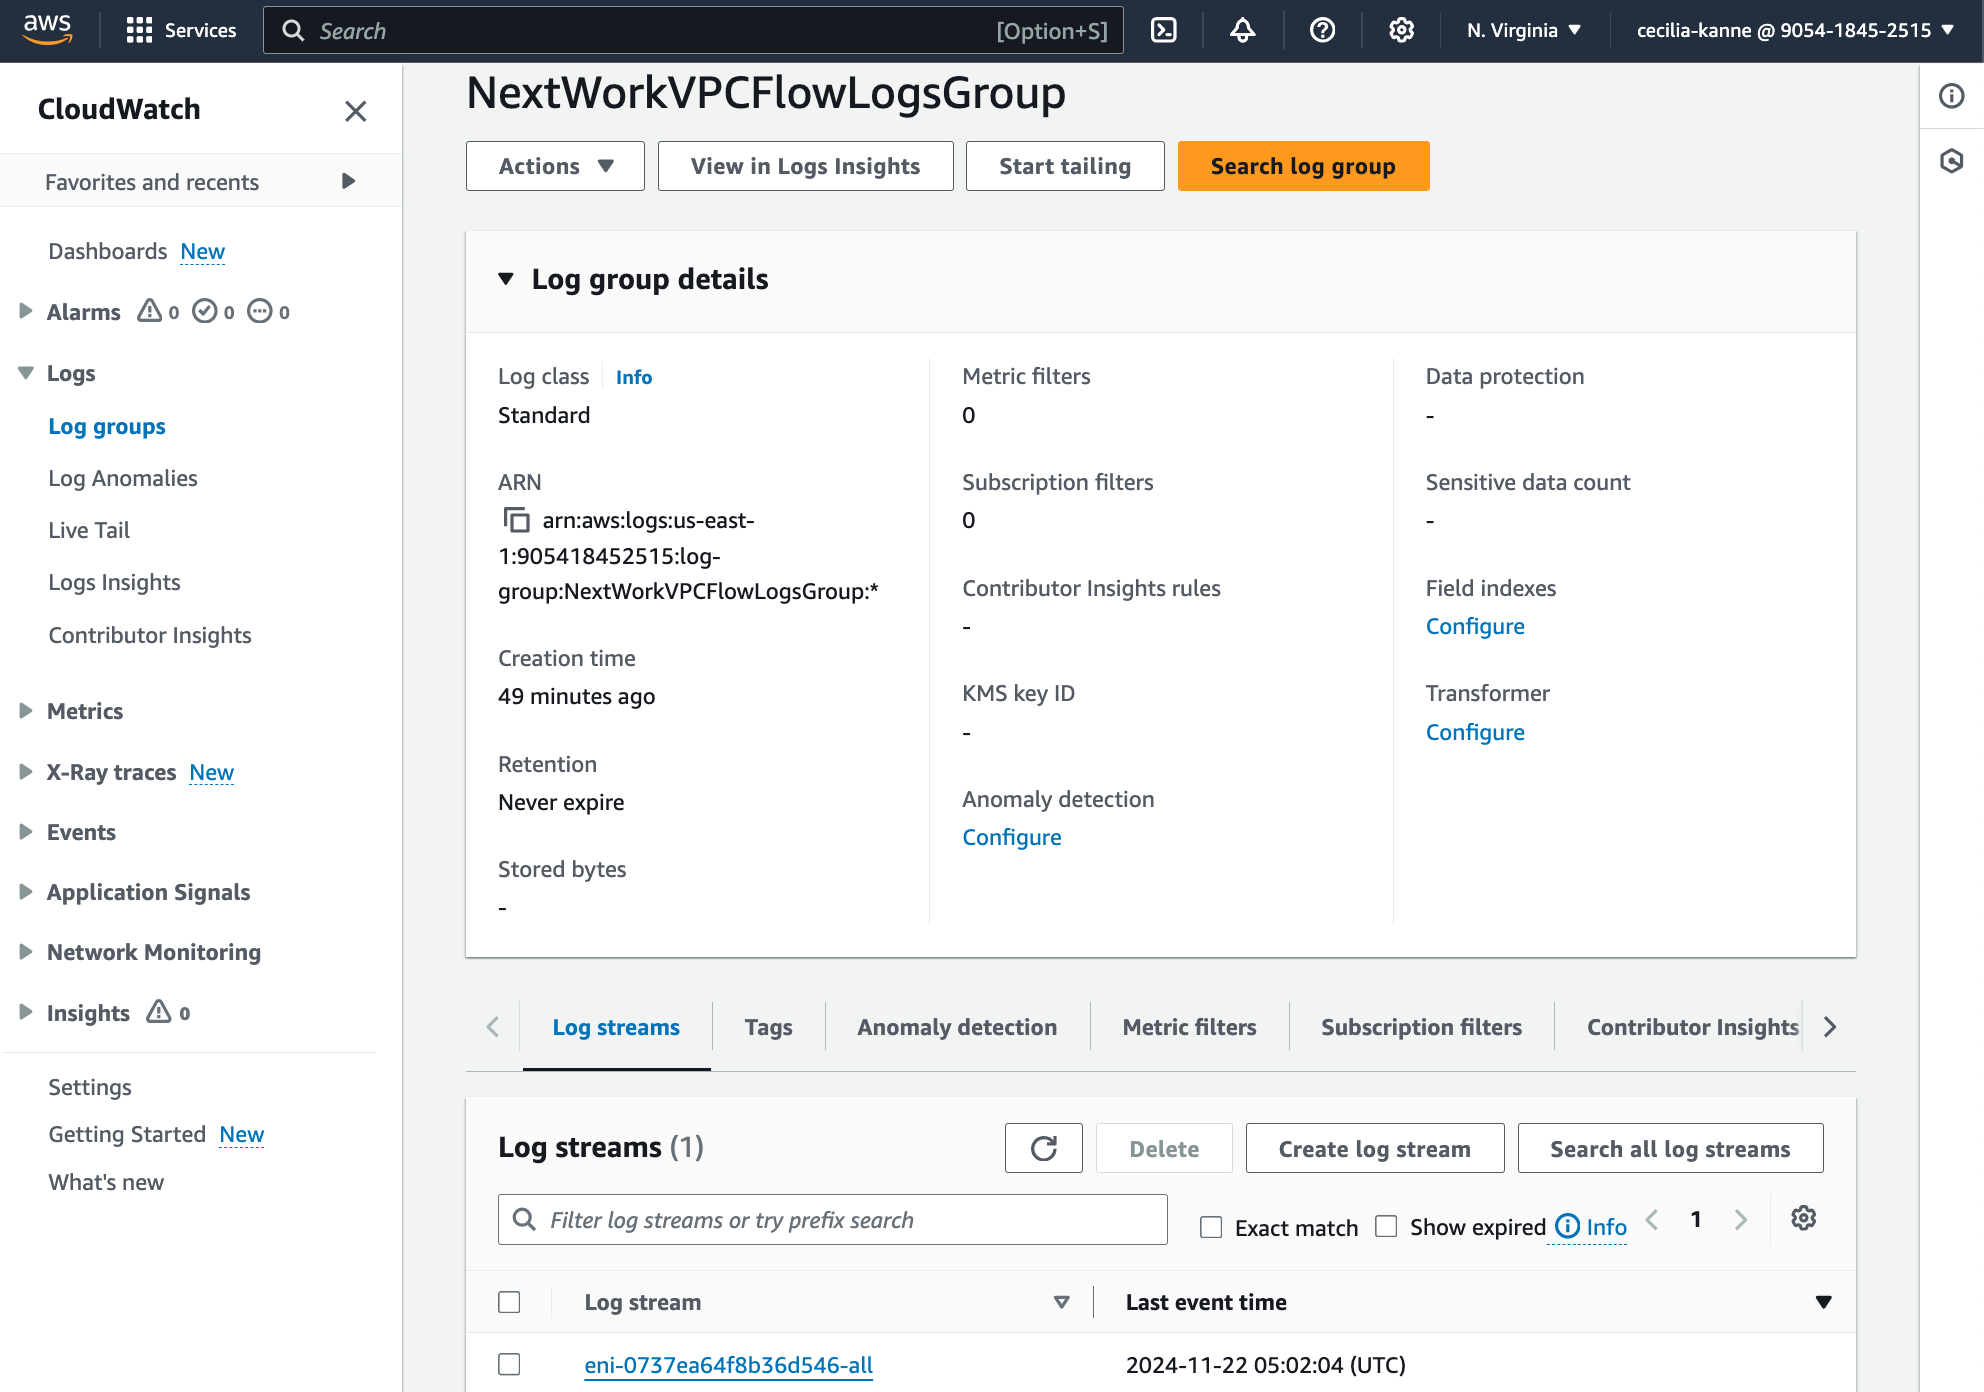 aws
Services
Search
[Option+S]
N. Virginia
cecilia-kanne @ 9054-1845-2515
CloudWatch
Favorites and recents
Dashboards New
Alarms 0 0 0
Logs
Log groups
Log Anomalies
Live Tail
Logs Insights
Contributor Insights
Metrics
X-Ray traces New
Events
Application Signals
Network Monitoring
Insights 0
Settings
Getting Started New
What's new
NextWorkVPCFlowLogsGroup
Actions
View in Logs Insights
Start tailing
Search log group
Log group details
Log class Info
Standard
ARN
arn:aws:logs:us-east-
1:905418452515:log-
group:NextWorkVPCFlowLogsGroup:*
Creation time
49 minutes ago
Retention
Never expire
Stored bytes
-
Metric filters
0
Subscription filters
0
Contributor Insights rules
-
KMS key ID
-
Anomaly detection
Configure
Data protection
-
Sensitive data count
-
Field indexes
Configure
Transformer
Configure
Log streams
Tags
Anomaly detection
Metric filters
Subscription filters
Contributor Insights
Log streams (1)
Delete
Create log stream
Search all log streams
Filter log streams or try prefix search
Exact match
Show expired Info
1
Log stream
Last event time
eni-0737ea64f8b36d546-all
2024-11-22 05:02:04 (UTC)